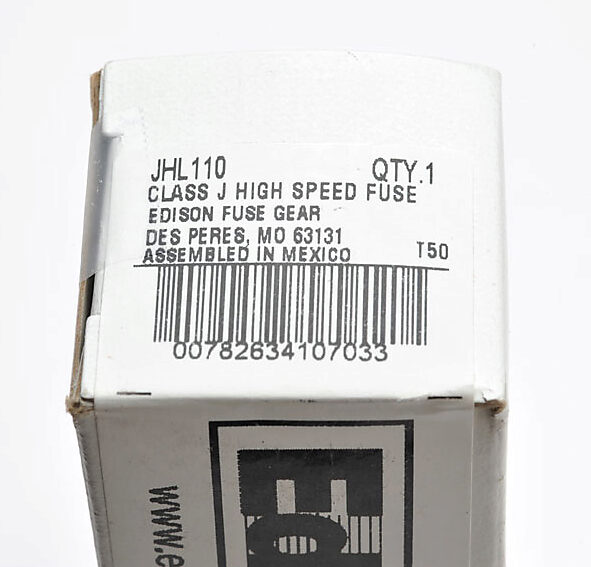 JHL110 QTY.1
CLASS J HIGH SPEED FUSE
EDISON FUSE GEAR
DES PERES, MO 63131
ASSEMBLED IN MEXICO T50
00782634107033
www.e